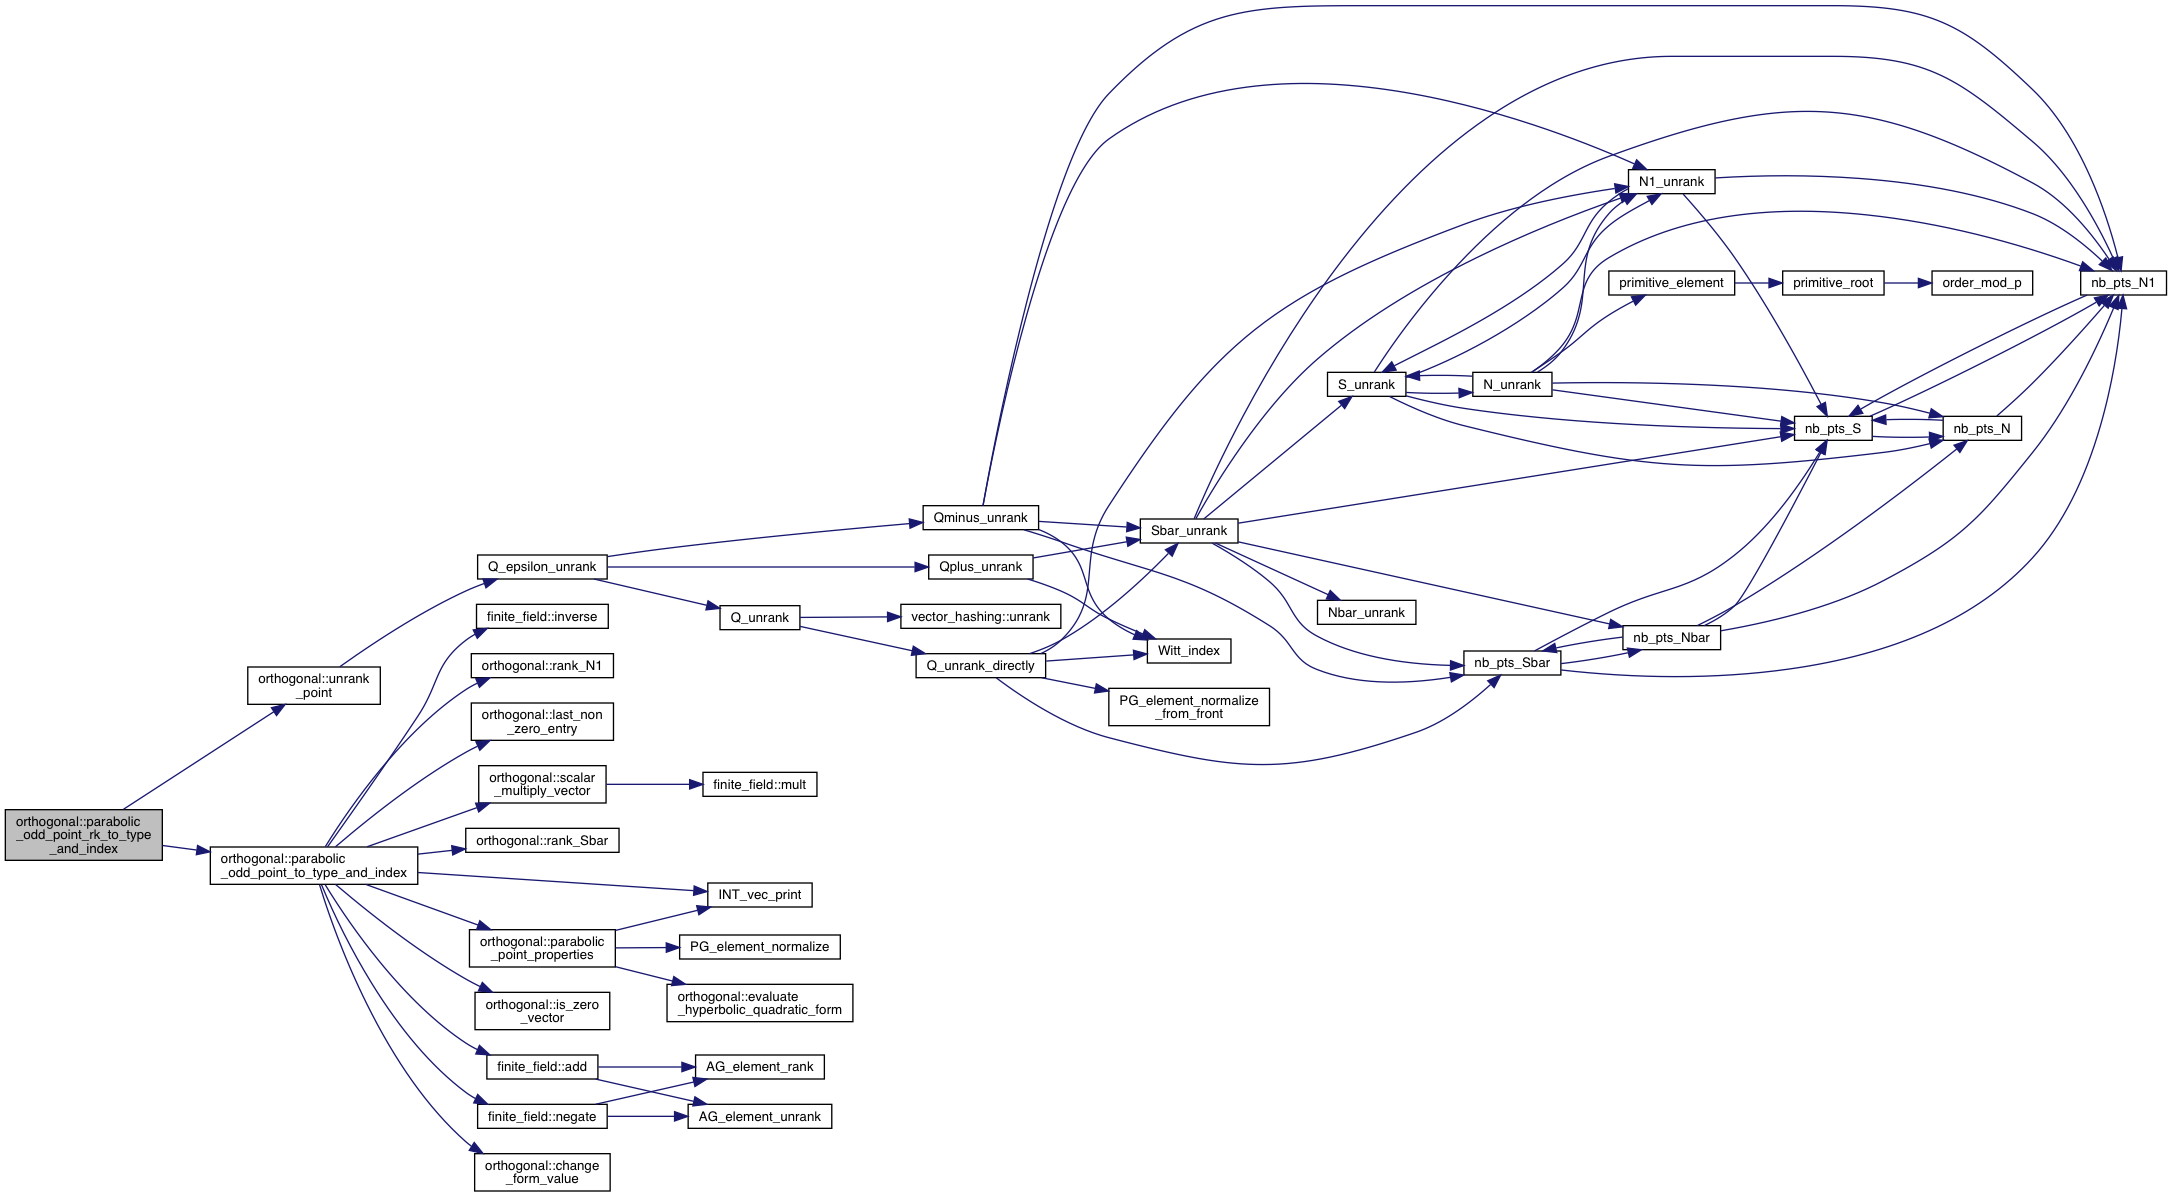 orthogonal::parabolic
_odd_point_rk_to_type
_and_index
orthogonal::unrank
_point
orthogonal::parabolic
_odd_point_to_type_and_index
Q_epsilon_unrank
finite_field::inverse
orthogonal::rank_N1
orthogonal::last_non
_zero_entry
orthogonal::scalar
_multiply_vector
orthogonal::rank_Sbar
orthogonal::parabolic
_point_properties
orthogonal::is_zero
_vector
finite_field::add
finite_field::negate
orthogonal::change
_form_value
Q_unrank
finite_field::mult
INT_vec_print
PG_element_normalize
orthogonal::evaluate
_hyperbolic_quadratic_form
AG_element_rank
AG_element_unrank
Qminus_unrank
Qplus_unrank
vector_hashing::unrank
Q_unrank_directly
Sbar_unrank
Witt_index
PG_element_normalize
_from_front
S_unrank
Nbar_unrank
N_unrank
nb_pts_Sbar
N1_unrank
primitive_element
nb_pts_Nbar
primitive_root
nb_pts_S
order_mod_p
nb_pts_N
nb_pts_N1